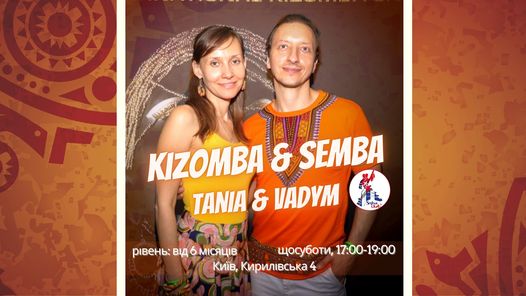 KIZOMBA & SEMBA
TANIA & VADYM
рівень: від 6 місяців
щосуботи, 17:00-19:00
Київ, Кирилівська 4